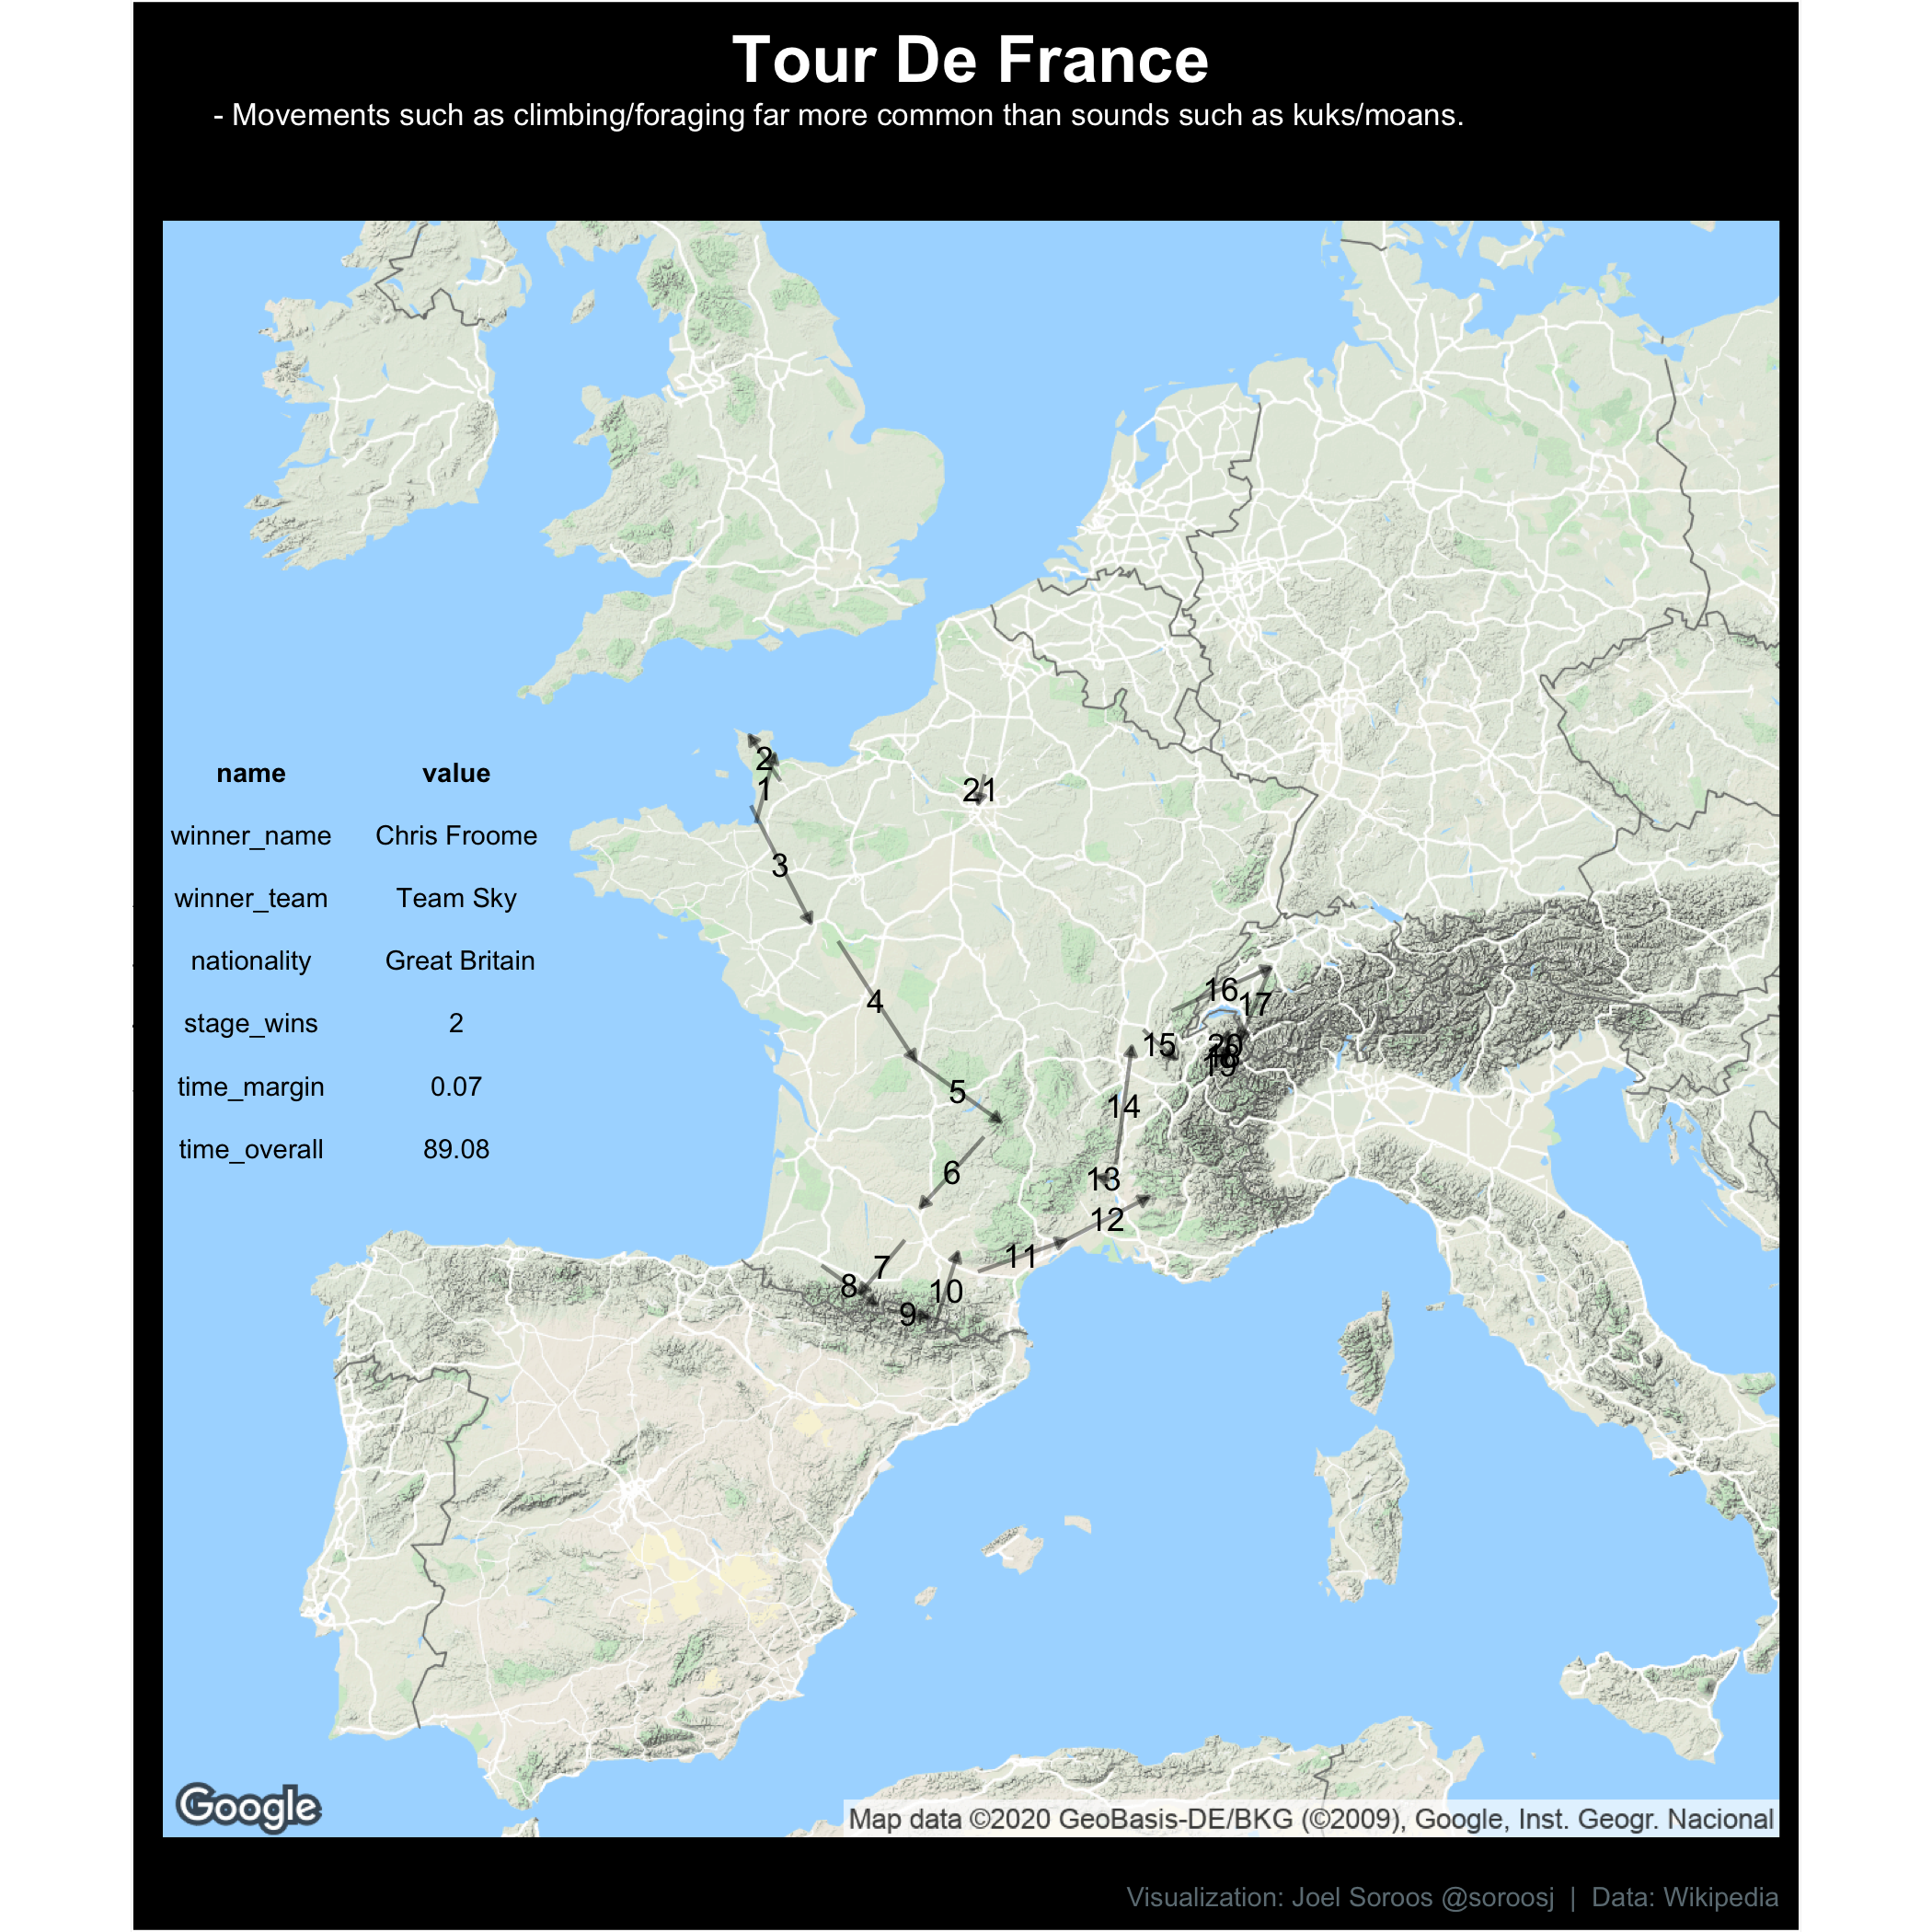 Tour De France
- Movements such as climbing/foraging far more common than sounds such as kuks/moans.
2
1
21
name value
winner_name Chris Froome
3
winner_team Team Sky
nationality Great Britain
16
17
4
stage_wins 2
15
20
18
19
time_margin 0.07
5
14
time_overall 89.08
6
13
12
11
7
8
10
9
Google
Map data ©2020 GeoBasis-DE/BKG (©2009), Google, Inst. Geogr. Nacional
Visualization: Joel Soroos @soroosj | Data: Wikipedia